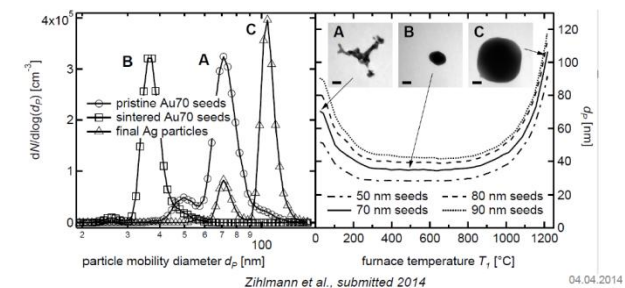 4x10⁵
3
2
1
0
dN/dlog(dP) [cm-3]
B
A
C
pristine Au70 seeds
sintered Au70 seeds
final Ag particles
2 3 4 5 6 7 8 9 100
particle mobility diameter dP [nm]
A B C
120
100
80
60
40
20
0
dP [nm]
50 nm seeds 80 nm seeds
70 nm seeds 90 nm seeds
0 200 400 600 800 1000 1200
furnace temperature T1 [°C]
Zihlmann et al., submitted 2014
04.04.2014